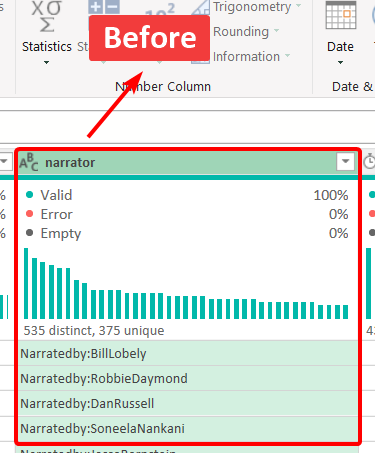 Trigonometry
Statistics
Before
Rounding
Information
Date
Number Column
Date &
ABC narrator
Valid 100%
Error 0%
Empty 0%
535 distinct, 375 unique
Narratedby:BillLobely
Narratedby:RobbieDaymond
Narratedby:DanRussell
Narratedby:SoneelaNankani